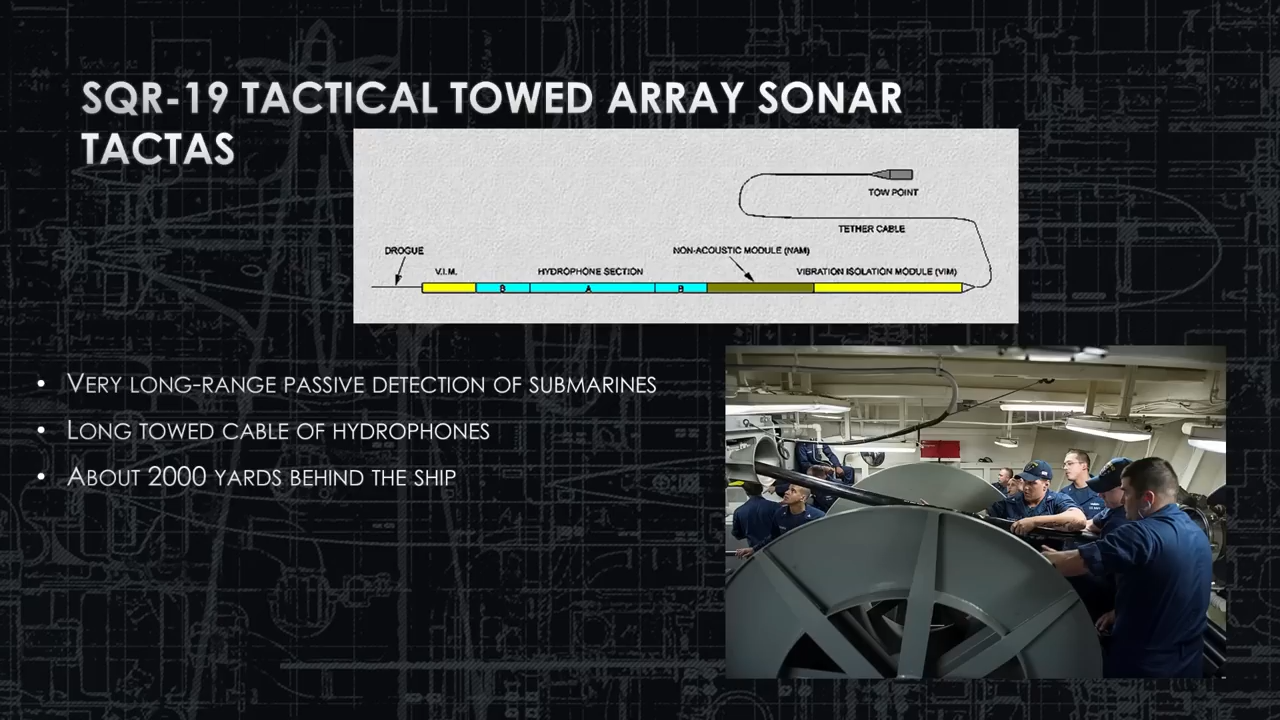 SQR-19 TACTICAL TOWED ARRAY SONAR
TACTAS
TOW POINT
TETHER CABLE
DROGUE
NON-ACOUSTIC MODULE (NAM)
V.I.M.
HYDROPHONE SECTION
VIBRATION ISOLATION MODULE (VIM)
B
A
B
• VERY LONG-RANGE PASSIVE DETECTION OF SUBMARINES
• LONG TOWED CABLE OF HYDROPHONES
• ABOUT 2000 YARDS BEHIND THE SHIP